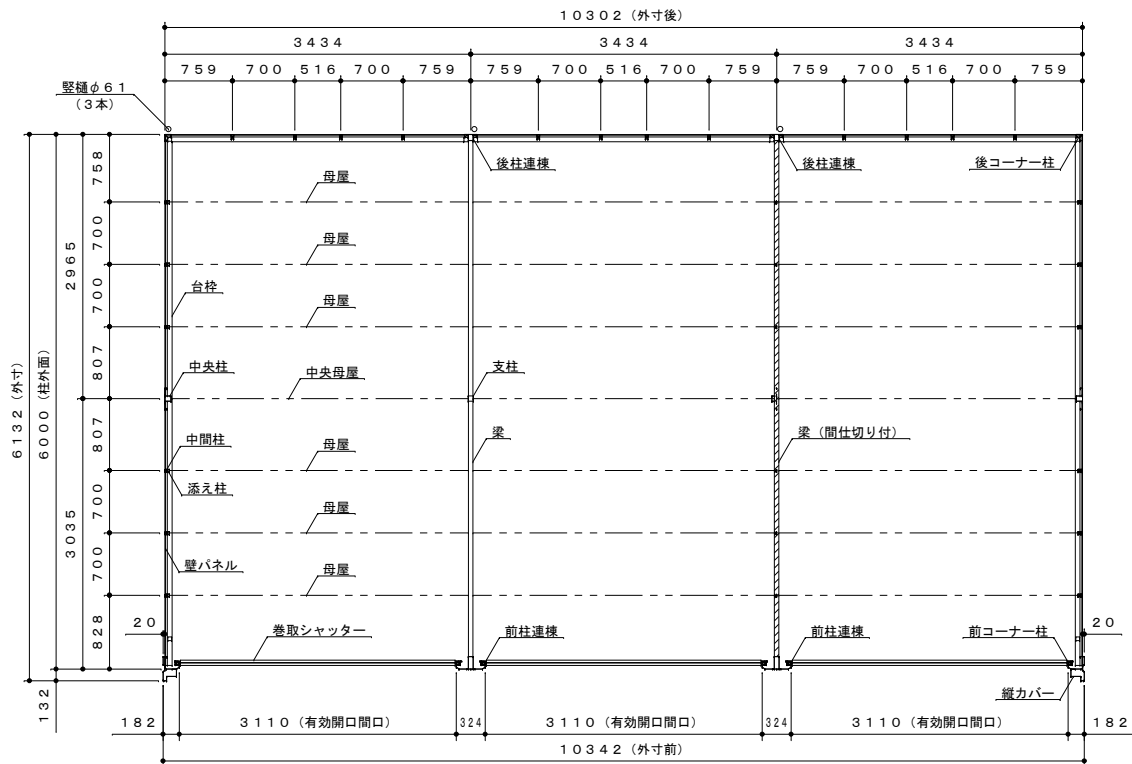 １０３０２（外寸後）
３４３４ ３４３４ ３４３４
７５９ ７００ ５１６ ７００ ７５９ ７５９ ７００ ５１６ ７００ ７５９ ７５９ ７００ ５１６ ７００ ７５９
竪樋φ６１
（３本）
後柱連棟 後柱連棟 後コーナー柱
母屋
母屋
台枠 母屋
中央柱 中央母屋 支柱
中間柱 母屋 梁 梁（間仕切り付）
添え柱
母屋
壁パネル 母屋
巻取シャッター 前柱連棟 前柱連棟 前コーナー柱
縦カバー
６１３２（外寸）
６０００（柱外面）
１３２
２９６５
３０３５
７５８
７００
７００
８０７
８０７
７００
７００
８２８
２０ ２０
１８２ ３１１０（有効開口間口） ３２４ ３１１０（有効開口間口） ３２４ ３１１０（有効開口間口） １８２
１０３４２（外寸前）